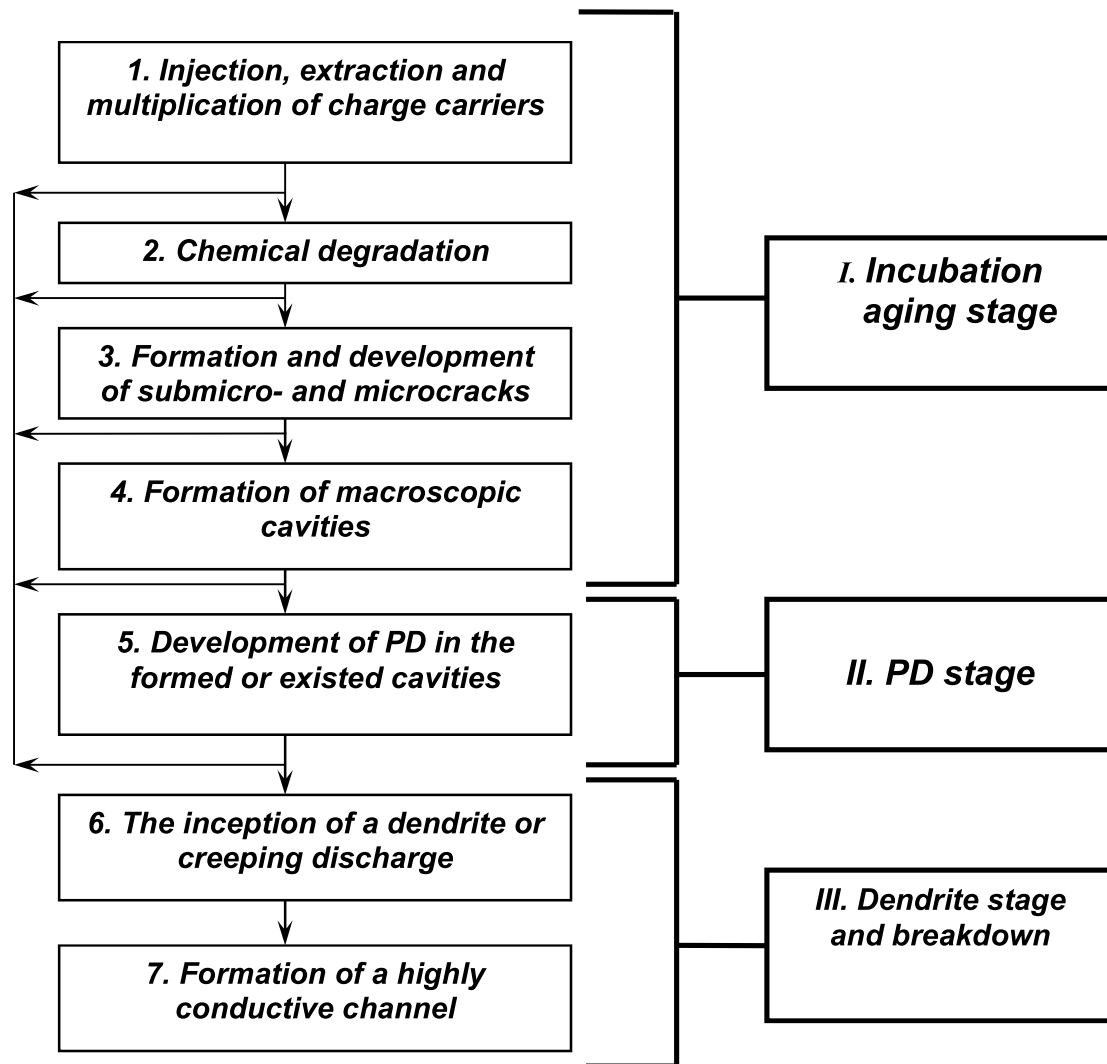 1. Injection, extraction and
multiplication of charge carriers
2. Chemical degradation
3. Formation and development
of submicro- and microcracks
4. Formation of macroscopic
cavities
5. Development of PD in the
formed or existed cavities
6. The inception of a dendrite or
creeping discharge
7. Formation of a highly
conductive channel
I. Incubation
aging stage
II. PD stage
III. Dendrite stage
and breakdown